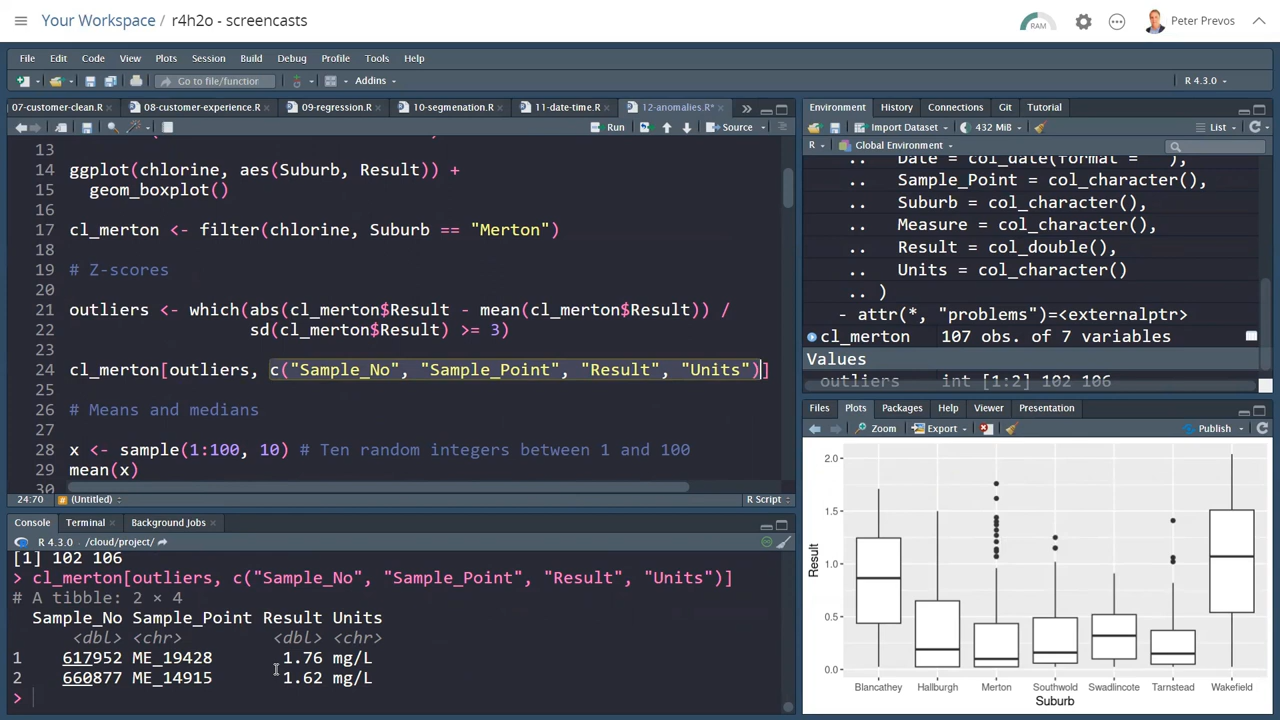 Your Workspace / r4h2o - screencasts
RAM
Peter Prevos
File Edit Code View Plots Session Build Debug Profile Tools Help
Go to file/function
Addins
R 4.3.0
07-customer-clean.R
08-customer-experience.R
09-regression.R
10-segmenation.R
11-date-time.R
12-anomalies.R*
Run
Source
13
14 ggplot(chlorine, aes(Suburb, Result)) +
15 geom_boxplot()
16
17 cl_merton <- filter(chlorine, Suburb == "Merton")
18
19 # Z-scores
20
21 outliers <- which(abs(cl_merton$Result - mean(cl_merton$Result)) /
22 sd(cl_merton$Result) >= 3)
23
24 cl_merton[outliers, c("Sample_No", "Sample_Point", "Result", "Units")]
25
26 # Means and medians
27
28 x <- sample(1:100, 10) # Ten random integers between 1 and 100
29 mean(x)
30
24:70 # (Untitled)
R Script
Console Terminal Background Jobs
R 4.3.0 · /cloud/project/
[1] 102 106
> cl_merton[outliers, c("Sample_No", "Sample_Point", "Result", "Units")]
# A tibble: 2 × 4
Sample_No Sample_Point Result Units
<dbl> <chr> <dbl> <chr>
1 617952 ME_19428 1.76 mg/L
2 660877 ME_14915 1.62 mg/L
>
Environment History Connections Git Tutorial
Import Dataset
432 MiB
List
R
Global Environment
.. Date = col_date(format = ""),
.. Sample_Point = col_character(),
.. Suburb = col_character(),
.. Measure = col_character(),
.. Result = col_double(),
.. Units = col_character()
.. )
- attr(*, "problems")=<externalptr>
cl_merton 107 obs. of 7 variables
Values
outliers int [1:2] 102 106
Files Plots Packages Help Viewer Presentation
Zoom
Export
Publish
2.0
1.5
1.0
0.5
0.0
Result
Blancathey Hallburgh Merton Southwold Swadlincote Tarnstead Wakefield
Suburb